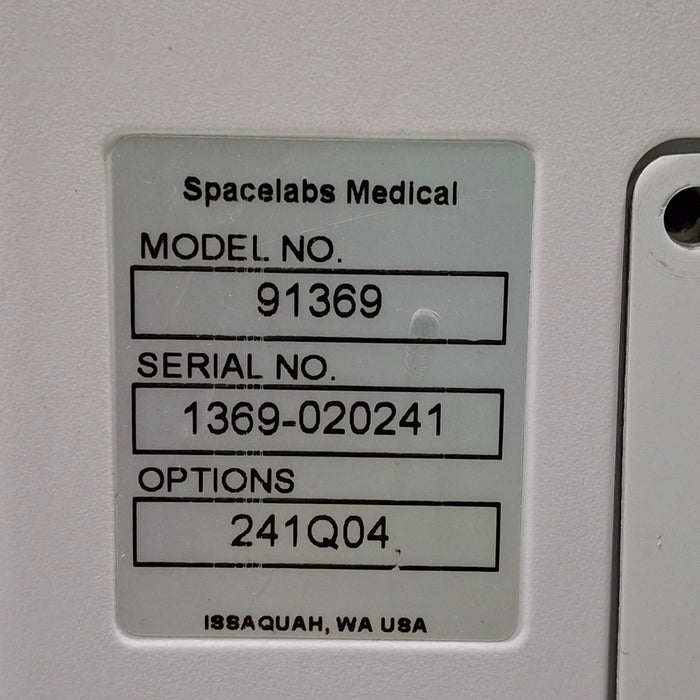 Spacelabs Medical
MODEL NO.
91369
SERIAL NO.
1369-020241
OPTIONS
241Q04
ISSAQUAH, WA USA